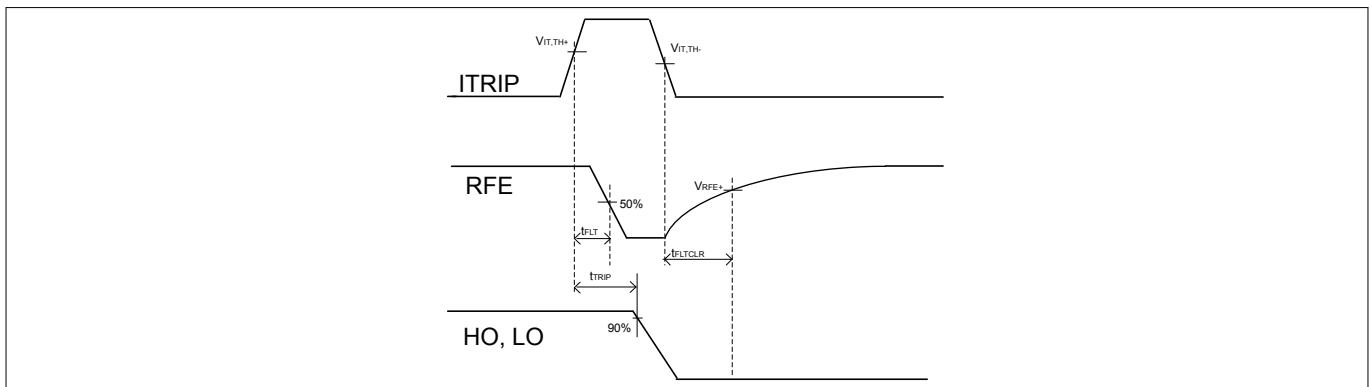 VIT,TH+
VIT,TH-
ITRIP
RFE
50%
VRFE+
tFLT
tFLTCLR
tTRIP
90%
HO, LO